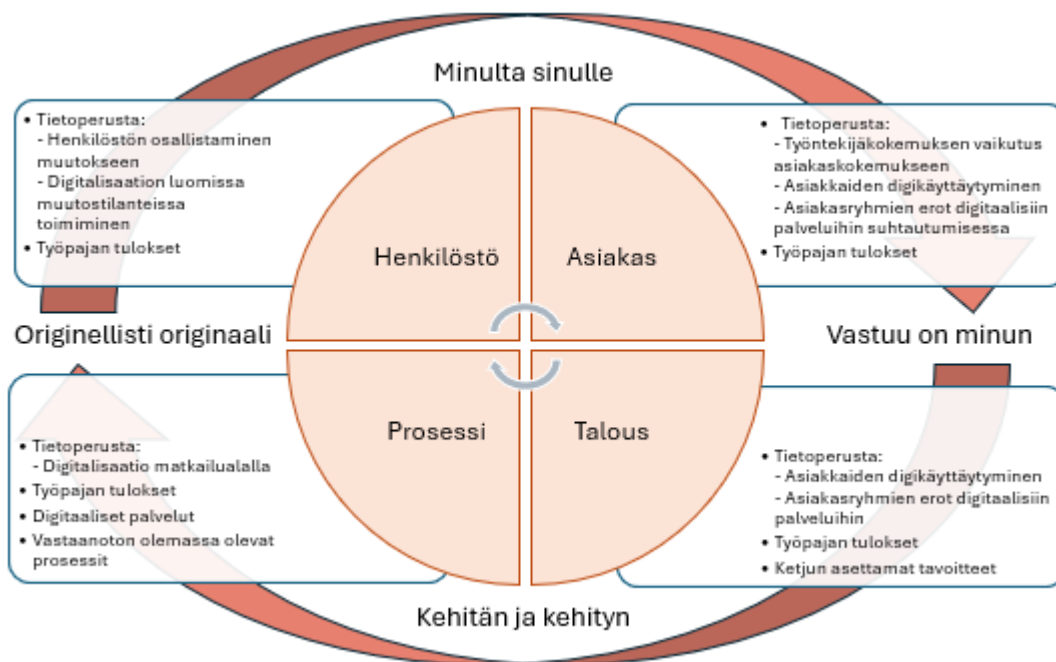 Minulta sinulle
• Tietoperusta:
- Henkilöstön osallistaminen
muutokseen
- Digitalisaation luomissa
muutostilanteissa
toimiminen
• Työpajan tulokset
• Tietoperusta:
- Työntekijäkokemuksen vaikutus
asiakaskokemukseen
- Asiakkaiden digikäyttäytyminen
- Asiakasryhmien erot digitaalisiin
palveluihin suhtautumisessa
• Työpajan tulokset
Henkilöstö
Asiakas
Originellisti originaali
Vastuu on minun
Prosessi
Talous
• Tietoperusta:
- Digitalisaatio matkailualalla
• Työpajan tulokset
• Digitaaliset palvelut
• Vastaanoton olemassa olevat
prosessit
• Tietoperusta:
- Asiakkaiden digikäyttäytyminen
- Asiakasryhmien erot digitaalisiin
palveluihin
• Työpajan tulokset
• Ketjun asettamat tavoitteet
Kehitän ja kehityn